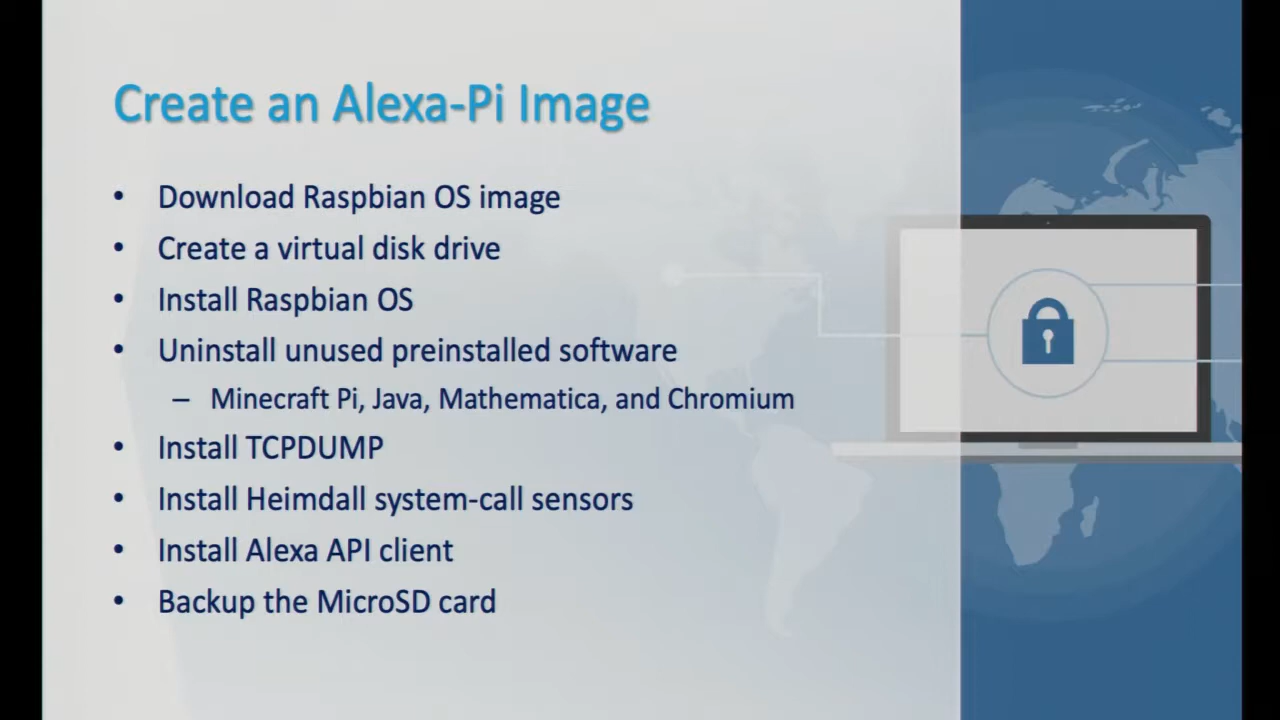 Create an Alexa-Pi Image
• Download Raspbian OS image
• Create a virtual disk drive
• Install Raspbian OS
• Uninstall unused preinstalled software
– Minecraft Pi, Java, Mathematica, and Chromium
• Install TCPDUMP
• Install Heimdall system-call sensors
• Install Alexa API client
• Backup the MicroSD card